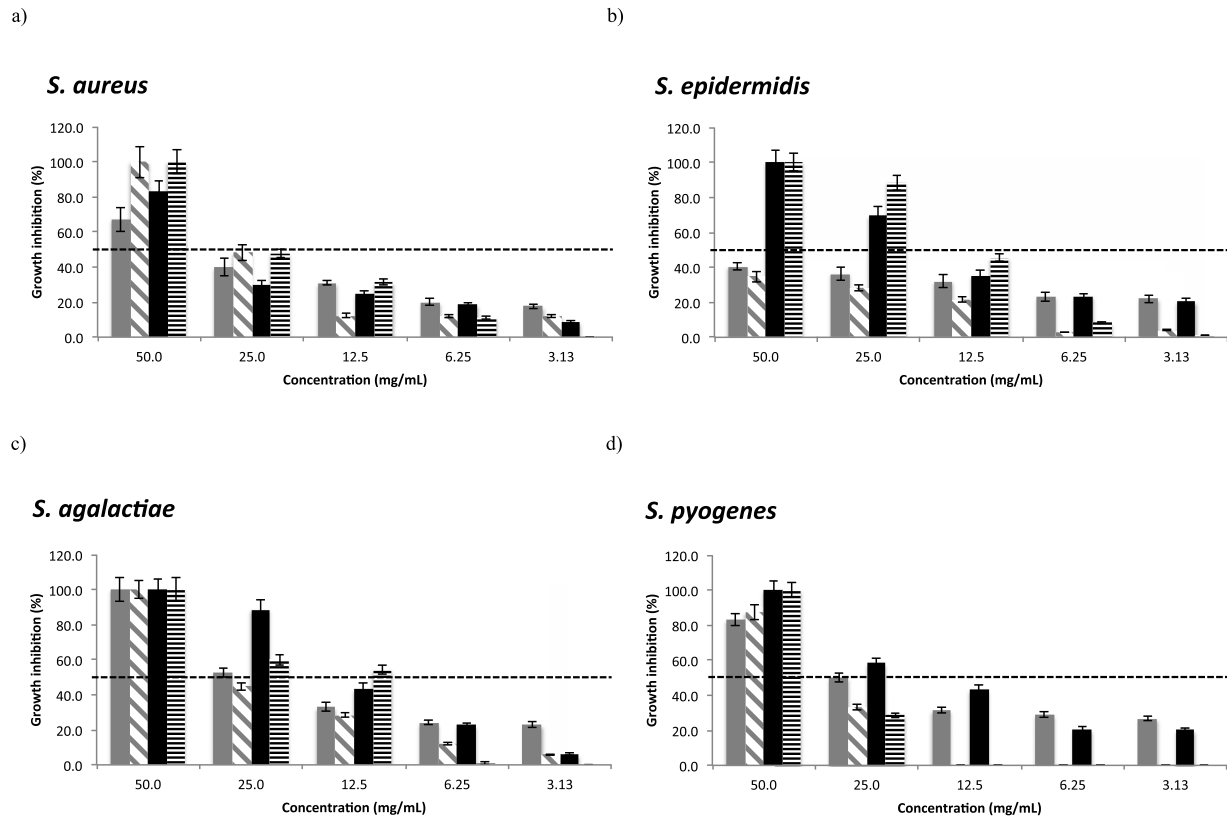 a)
S. aureus
120.0
100.0
80.0
60.0
40.0
20.0
0.0
Growth inhibition (%)
50.0 25.0 12.5 6.25 3.13
Concentration (mg/mL)
b)
S. epidermidis
120.0
100.0
80.0
60.0
40.0
20.0
0.0
Growth inhibition (%)
50.0 25.0 12.5 6.25 3.13
Concentration (mg/mL)
c)
S. agalactiae
120.0
100.0
80.0
60.0
40.0
20.0
0.0
Growth inhibition (%)
50.0 25.0 12.5 6.25 3.13
Concentration (mg/mL)
d)
S. pyogenes
120.0
100.0
80.0
60.0
40.0
20.0
0.0
Growth inhibition (%)
50.0 25.0 12.5 6.25 3.13
Concentration (mg/mL)